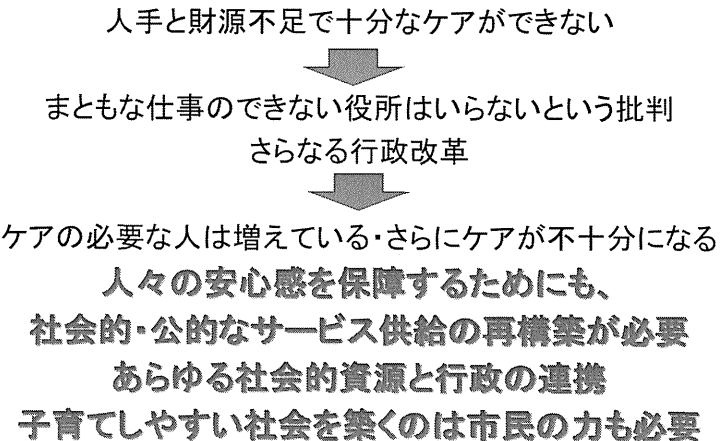 人手と財源不足で十分なケアができない
まともな仕事のできない役所はいらないという批判
さらなる行政改革
ケアの必要な人は増えている・さらにケアが不十分になる
人々の安心感を保障するためにも、
社会的・公的なサービス供給の再構築が必要
あらゆる社会的資源と行政の連携
子育てしやすい社会を築くのは市民の力も必要